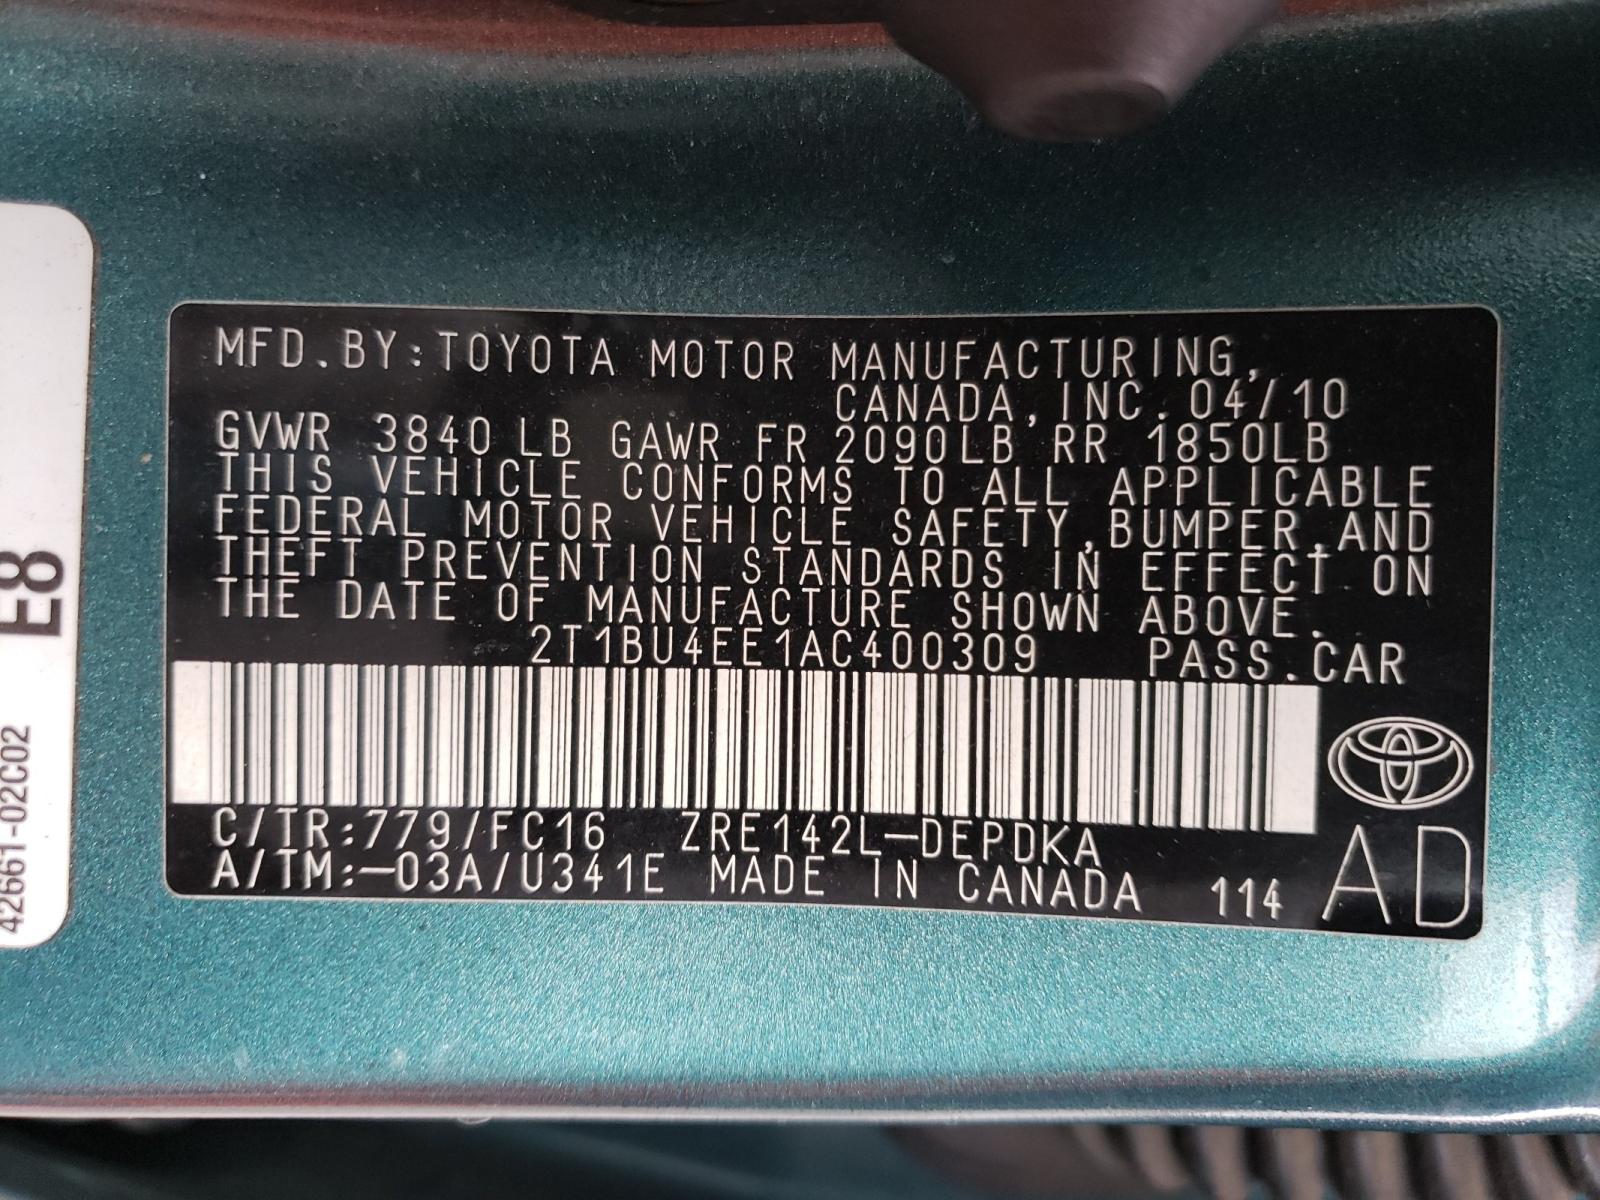 MFD.BY:TOYOTA MOTOR MANUFACTURING,
CANADA,INC.04/10
GVWR 3840LB GAWR FR 2090LB RR 1850LB
THIS VEHICLE CONFORMS TO ALL APPLICABLE
FEDERAL MOTOR VEHICLE SAFETY,BUMPER,AND
THEFT PREVENTION STANDARDS IN EFFECT ON
THE DATE OF MANUFACTURE SHOWN ABOVE.
2T1BU4EE1AC400309 PASS.CAR
C/TR:779/FC16 ZRE142L-DEPDKA
A/TM:-03A/U341E MADE IN CANADA 114
AD
E8
42661-02C02